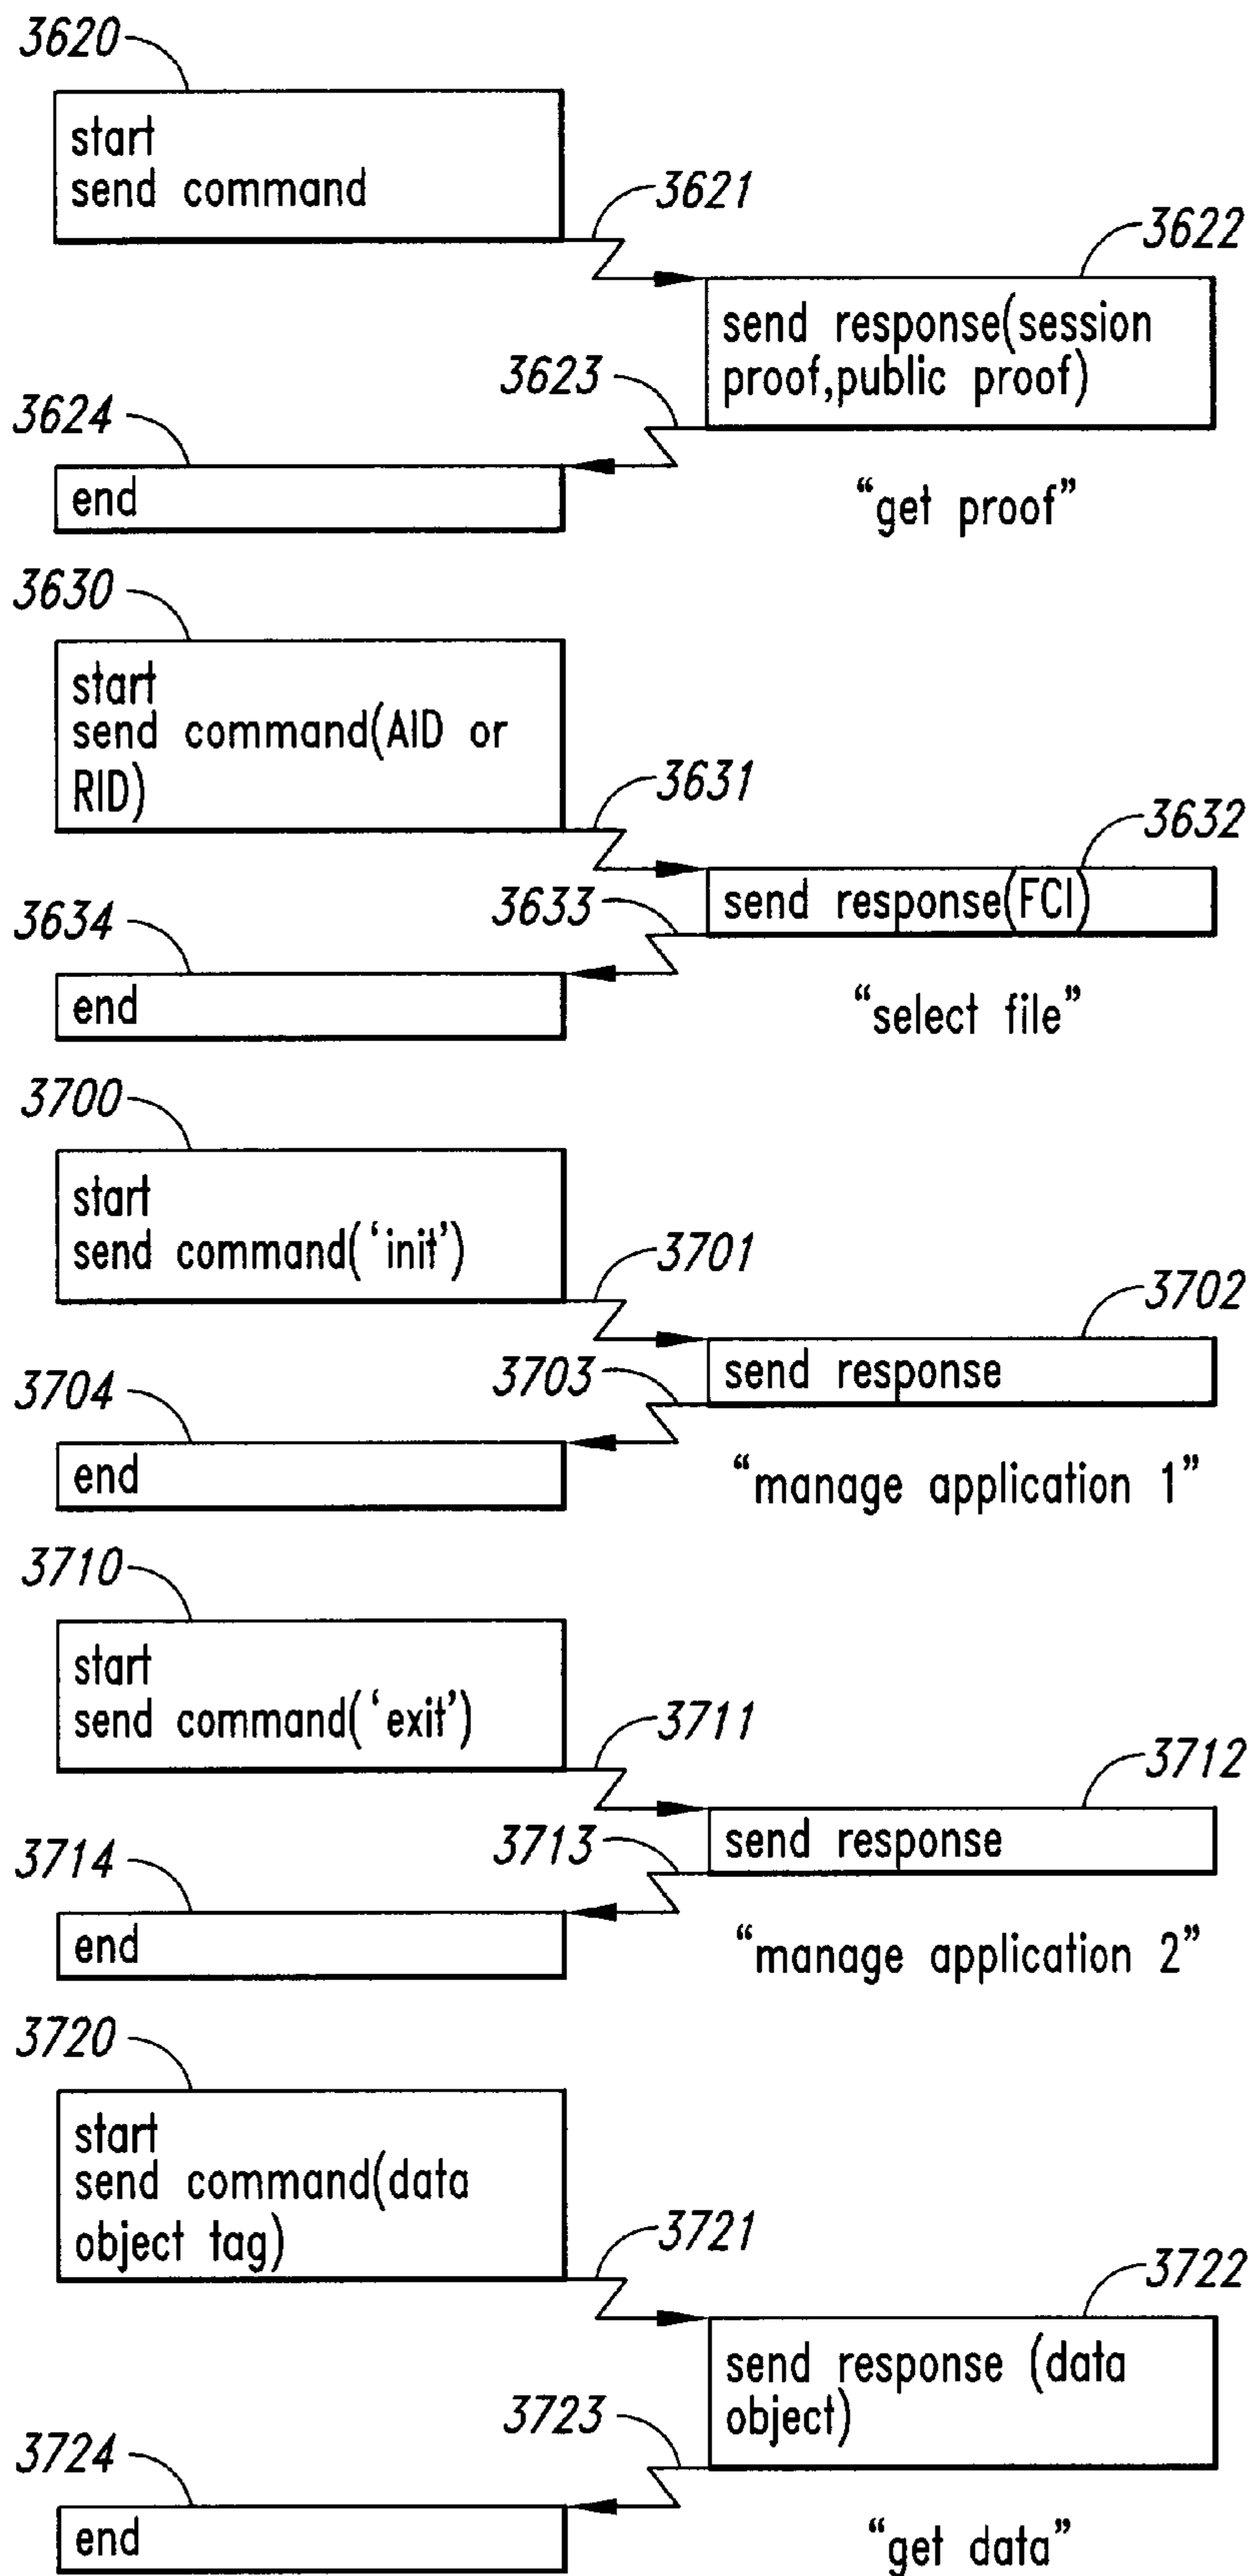 3620
start
send command
3621
3622
send response(session
proof,public proof)
3623
3624
end
“get proof”
3630
start
send command(AID or
RID)
3631
3632
send response(FCI)
3633
3634
end
“select file”
3700
start
send command(‘init’)
3701
3702
send response
3703
3704
end
“manage application 1”
3710
start
send command(‘exit’)
3711
3712
send response
3713
3714
end
“manage application 2”
3720
start
send command(data
object tag)
3721
3722
send response (data
object)
3723
3724
end
“get data”